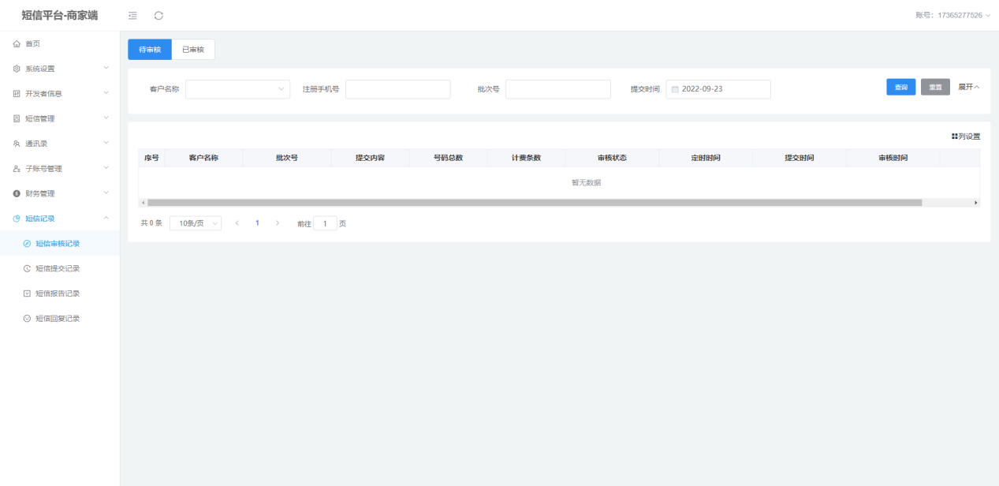 短信平台-商家端
账号：17365277526
首页
系统设置
开发者信息
短信管理
通讯录
子账号管理
财务管理
短信记录
短信审核记录
短信提交记录
短信报告记录
短信回复记录
待审核 已审核
客户名称 注册手机号 批次号 提交时间 2022-09-23 查询 重置 展开
列设置
序号 客户名称 批次号 提交内容 号码总数 计费条数 审核状态 定时时间 提交时间 审核时间
暂无数据
共 0 条 10条/页 1 前往 1 页